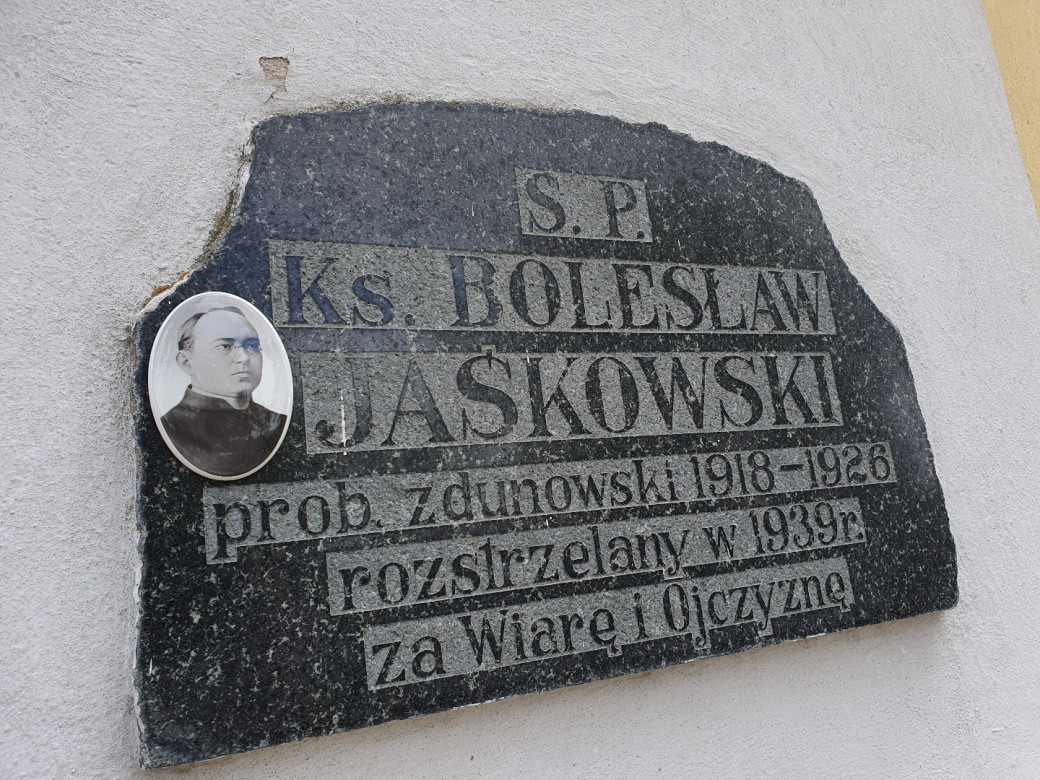 S. P.
Ks. BOLESŁAW
JAŚKOWSKI
prob. zdunowski 1918-1926
rozstrzelany w 1939r.
za Wiarę i Ojczyznę